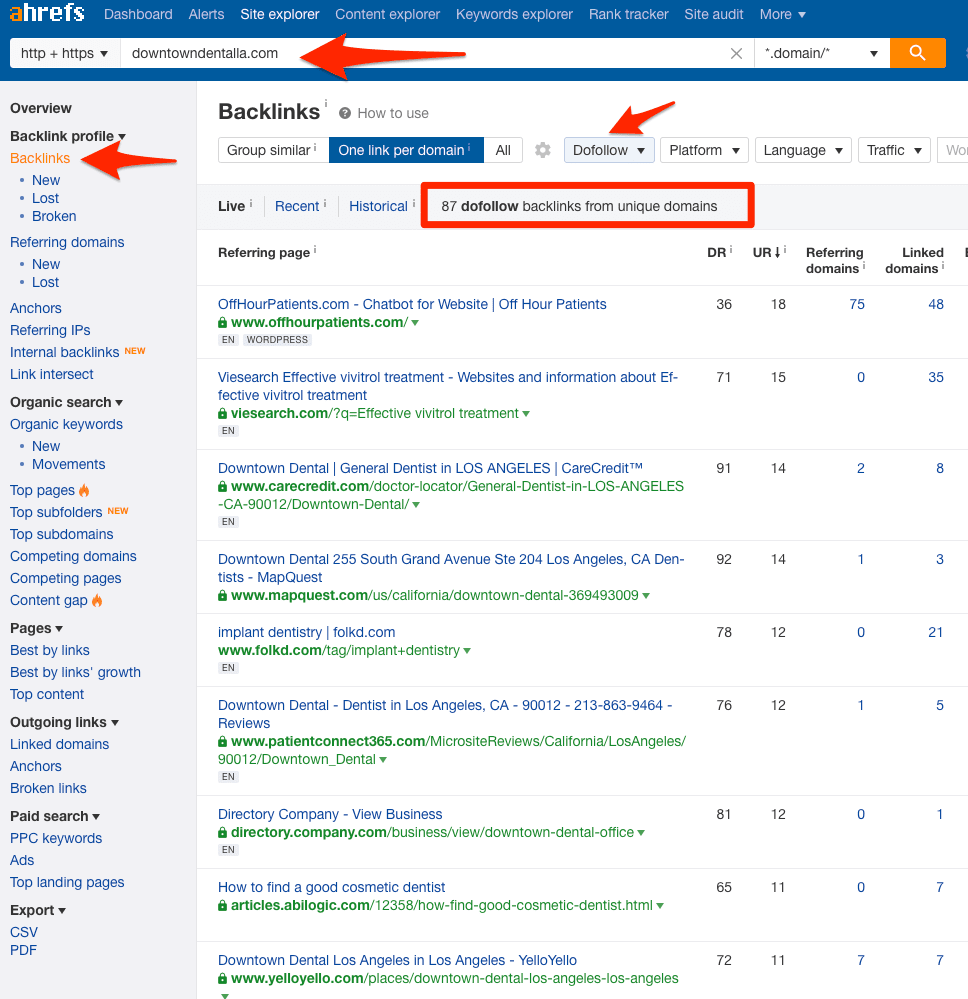 ahrefs Dashboard Alerts Site explorer Content explorer Keywords explorer Rank tracker Site audit More
http + https downtowndentalla.com *.domain/*
Overview
Backlink profile
Backlinks
New
Lost
Broken
Referring domains
New
Lost
Anchors
Referring IPs
Internal backlinks NEW
Link intersect
Organic search
Organic keywords
New
Movements
Top pages
Top subfolders NEW
Top subdomains
Competing domains
Competing pages
Content gap
Pages
Best by links
Best by links' growth
Top content
Outgoing links
Linked domains
Anchors
Broken links
Paid search
PPC keywords
Ads
Top landing pages
Export
CSV
PDF
Backlinks i ? How to use
Group similar i One link per domain i All Dofollow Platform Language Traffic Wo
Live i Recent i Historical i 87 dofollow backlinks from unique domains
Referring page i DR i UR ↓ i Referring domains i Linked domains i
OffHourPatients.com - Chatbot for Website | Off Hour Patients 36 18 75 48
www.offhourpatients.com/
EN WORDPRESS
Viesearch Effective vivitrol treatment - Websites and information about Ef- 71 15 0 35
fective vivitrol treatment
viesearch.com/?q=Effective vivitrol treatment
EN
Downtown Dental | General Dentist in LOS ANGELES | CareCredit™ 91 14 2 8
www.carecredit.com/doctor-locator/General-Dentist-in-LOS-ANGELES
-CA-90012/Downtown-Dental/
EN
Downtown Dental 255 South Grand Avenue Ste 204 Los Angeles, CA Den- 92 14 1 3
tists - MapQuest
www.mapquest.com/us/california/downtown-dental-369493009
implant dentistry | folkd.com 78 12 0 21
www.folkd.com/tag/implant+dentistry
EN
Downtown Dental - Dentist in Los Angeles, CA - 90012 - 213-863-9464 - 76 12 1 5
Reviews
www.patientconnect365.com/MicrositeReviews/California/LosAngeles/
90012/Downtown_Dental
EN
Directory Company - View Business 81 12 0 1
directory.company.com/business/view/downtown-dental-office
EN
How to find a good cosmetic dentist 65 11 0 7
articles.abilogic.com/12358/how-find-good-cosmetic-dentist.html
Downtown Dental Los Angeles in Los Angeles - YelloYello 72 11 7 7
www.yelloyello.com/places/downtown-dental-los-angeles-los-angeles